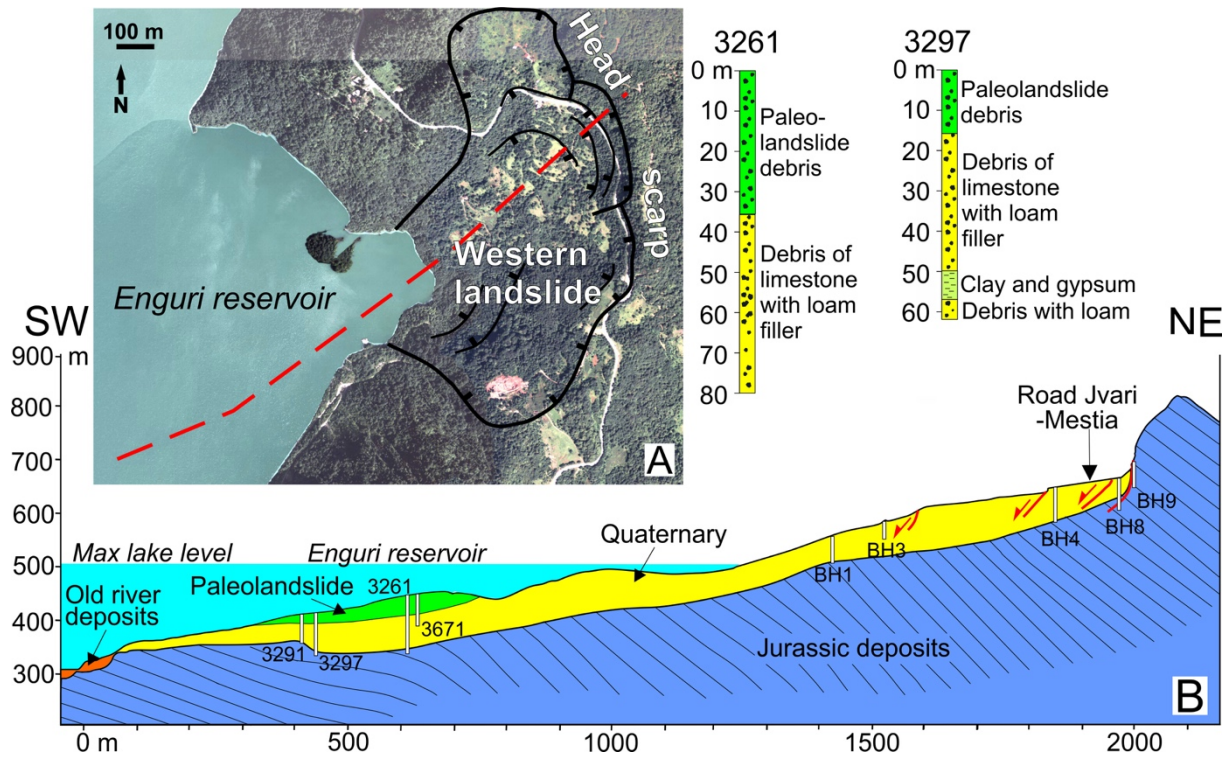 100 m
N
Head
scarp
Western
landslide
Enguri reservoir
A
3261
0 m
10
20
30
40
50
60
70
80
Paleo-
landslide
debris
Debris of
limestone
with loam
filler
3297
0 m
10
20
30
40
50
60
Paleolandslide
debris
Debris of
limestone
with loam
filler
Clay and gypsum
Debris with loam
SW
NE
900 m
800
700
600
500
400
300
Max lake level
Enguri reservoir
Old river
deposits
Paleolandslide
3261
3671
3291
3297
Quaternary
Road Jvari
-Mestia
BH1
BH3
BH4
BH8
BH9
Jurassic deposits
B
0 m
500
1000
1500
2000